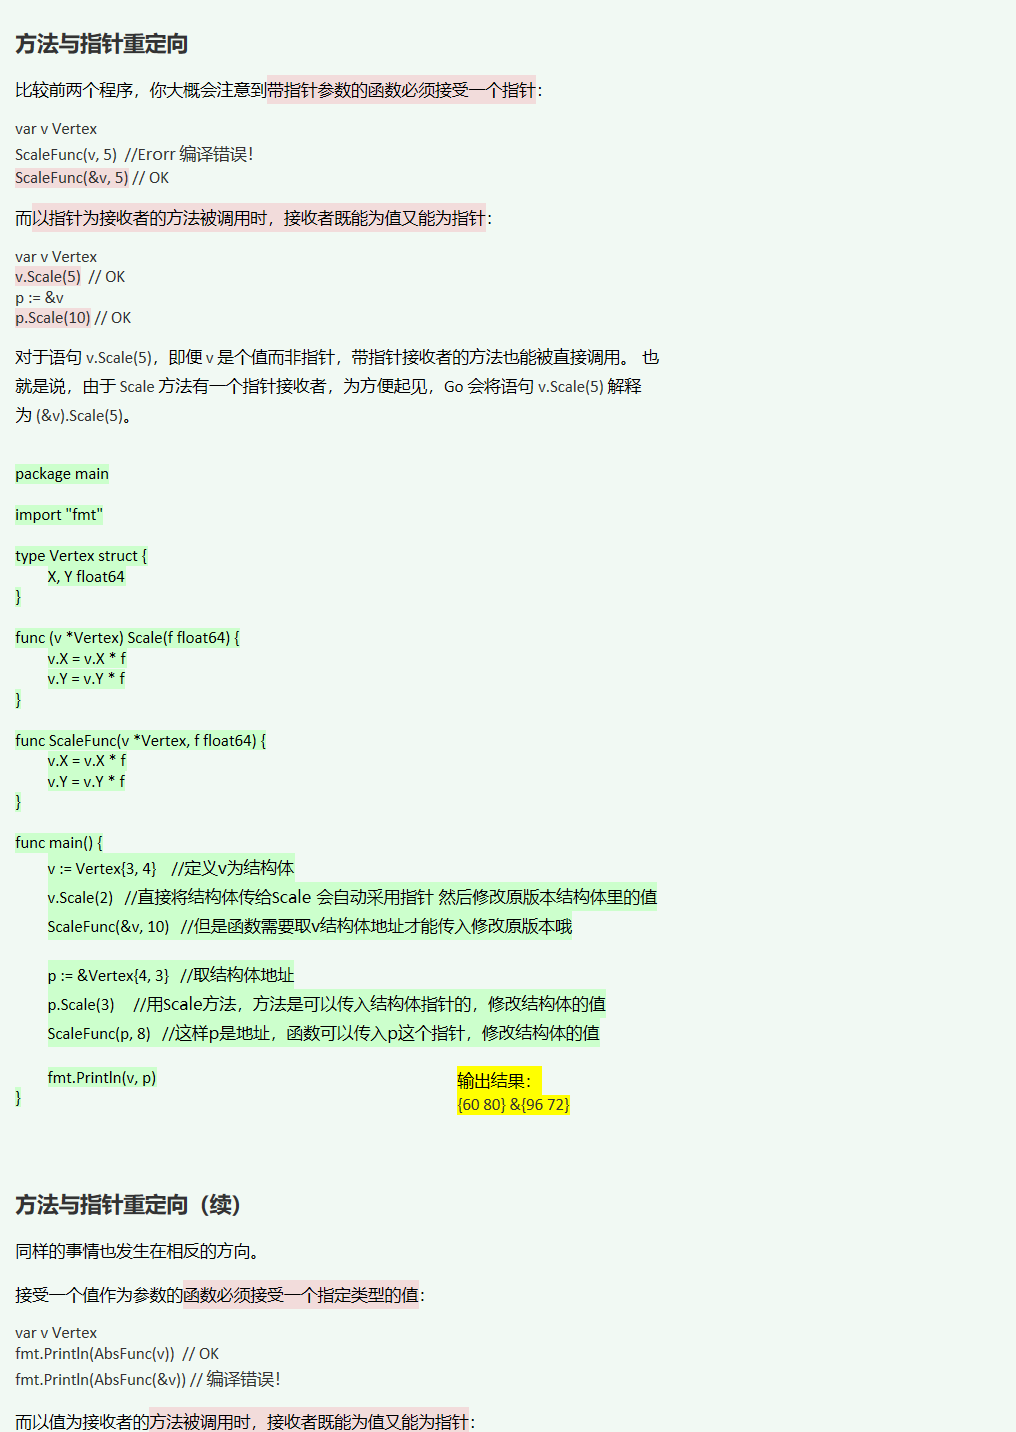 方法与指针重定向
比较前两个程序，你大概会注意到带指针参数的函数必须接受一个指针：
var v Vertex
ScaleFunc(v, 5)  //Erorr 编译错误！
ScaleFunc(&v, 5) // OK
而以指针为接收者的方法被调用时，接收者既能为值又能为指针：
var v Vertex
v.Scale(5)  // OK
p := &v
p.Scale(10) // OK
对于语句 v.Scale(5)，即便 v 是个值而非指针，带指针接收者的方法也能被直接调用。 也
就是说，由于 Scale 方法有一个指针接收者，为方便起见，Go 会将语句 v.Scale(5) 解释
为 (&v).Scale(5)。
package main
import "fmt"
type Vertex struct {
X, Y float64
}
func (v *Vertex) Scale(f float64) {
v.X = v.X * f
v.Y = v.Y * f
}
func ScaleFunc(v *Vertex, f float64) {
v.X = v.X * f
v.Y = v.Y * f
}
func main() {
v := Vertex{3, 4}   //定义v为结构体
v.Scale(2)   //直接将结构体传给Scale 会自动采用指针 然后修改原版本结构体里的值
ScaleFunc(&v, 10)   //但是函数需要取v结构体地址才能传入修改原版本哦
p := &Vertex{4, 3}   //取结构体地址
p.Scale(3)    //用Scale方法，方法是可以传入结构体指针的，修改结构体的值
ScaleFunc(p, 8)   //这样p是地址，函数可以传入p这个指针，修改结构体的值
fmt.Println(v, p)
}
输出结果：
{60 80} &{96 72}
方法与指针重定向（续）
同样的事情也发生在相反的方向。
接受一个值作为参数的函数必须接受一个指定类型的值：
var v Vertex
fmt.Println(AbsFunc(v))  // OK
fmt.Println(AbsFunc(&v)) // 编译错误！
而以值为接收者的方法被调用时，接收者既能为值又能为指针：